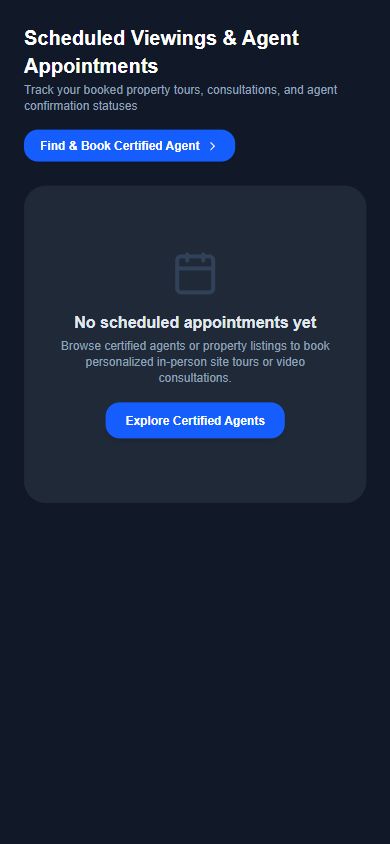 Scheduled Viewings & Agent
Appointments
Track your booked property tours, consultations, and agent
confirmation statuses
Find & Book Certified Agent
No scheduled appointments yet
Browse certified agents or property listings to book
personalized in-person site tours or video
consultations.
Explore Certified Agents